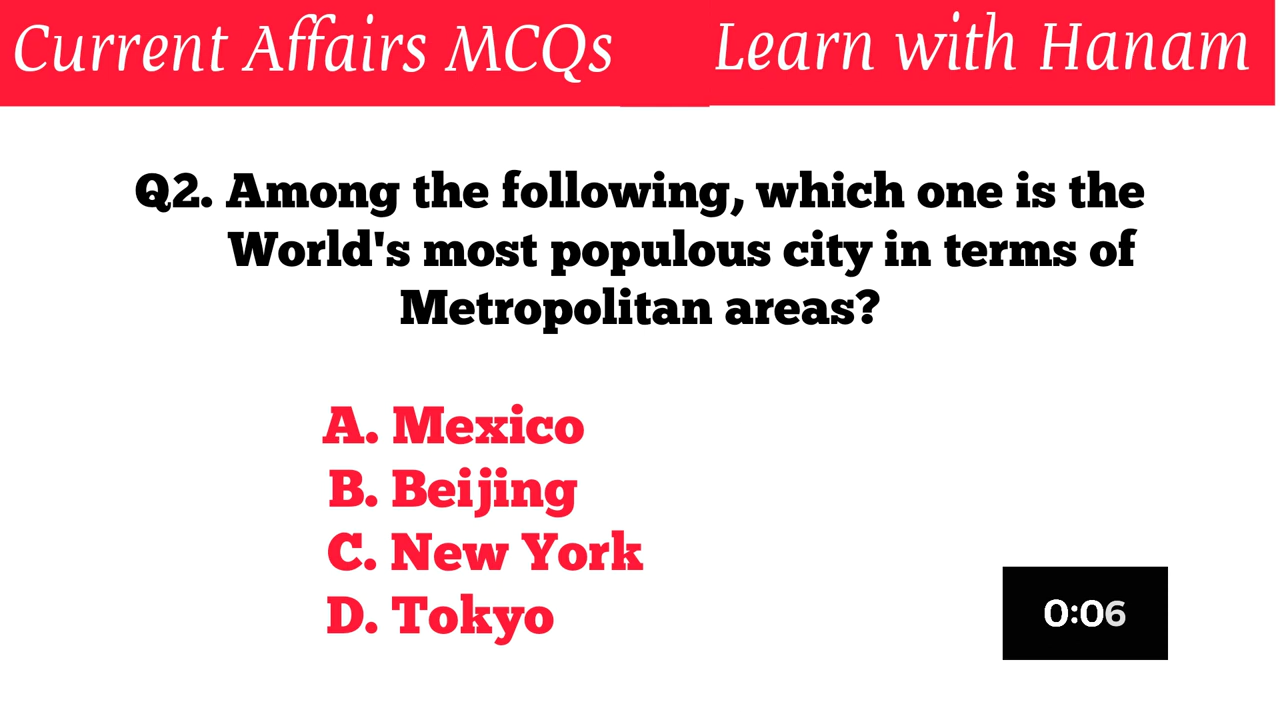 Current Affairs MCQs
Learn with Hanam
Q2. Among the following, which one is the
World's most populous city in terms of
Metropolitan areas?
A. Mexico
B. Beijing
C. New York
D. Tokyo
0:06